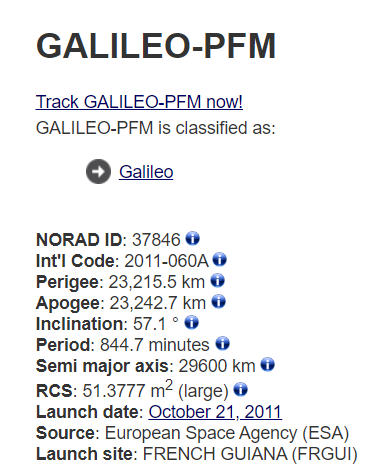 GALILEO-PFM
Track GALILEO-PFM now!
GALILEO-PFM is classified as:
Galileo
NORAD ID: 37846
Int'l Code: 2011-060A
Perigee: 23,215.5 km
Apogee: 23,242.7 km
Inclination: 57.1 °
Period: 844.7 minutes
Semi major axis: 29600 km
RCS: 51.3777 m² (large)
Launch date: October 21, 2011
Source: European Space Agency (ESA)
Launch site: FRENCH GUIANA (FRGUI)